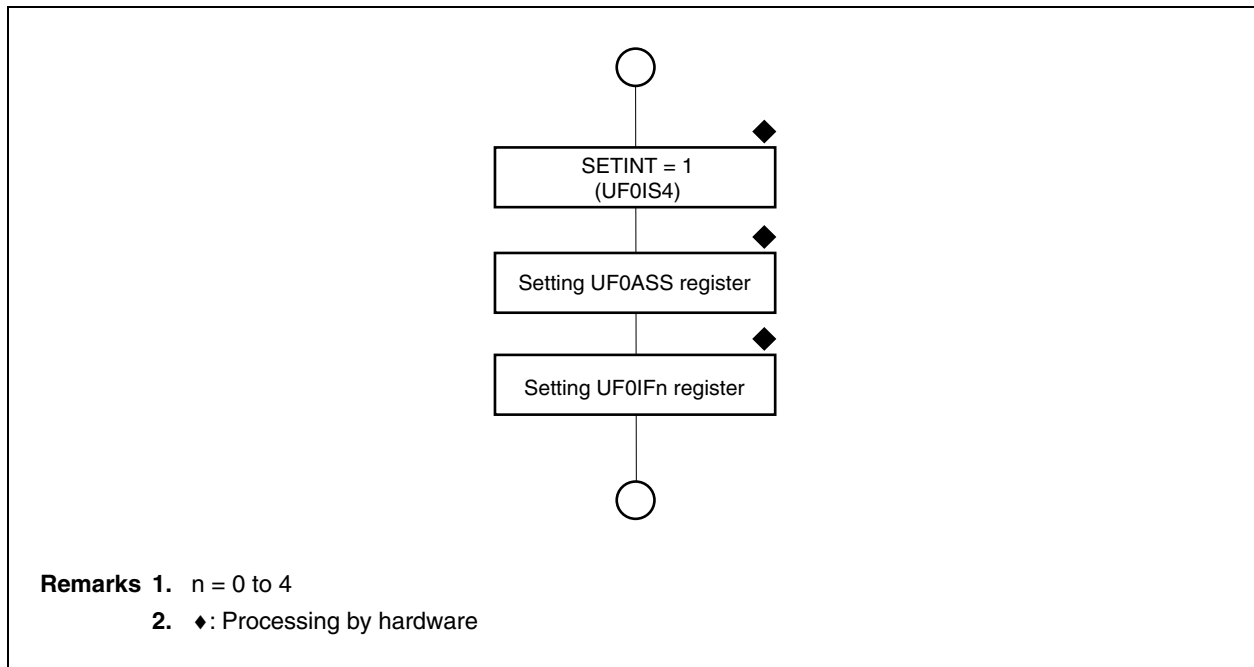 SETINT = 1
(UF0IS4)
Setting UF0ASS register
Setting UF0IFn register
Remarks 1. n = 0 to 4
2. ♦: Processing by hardware